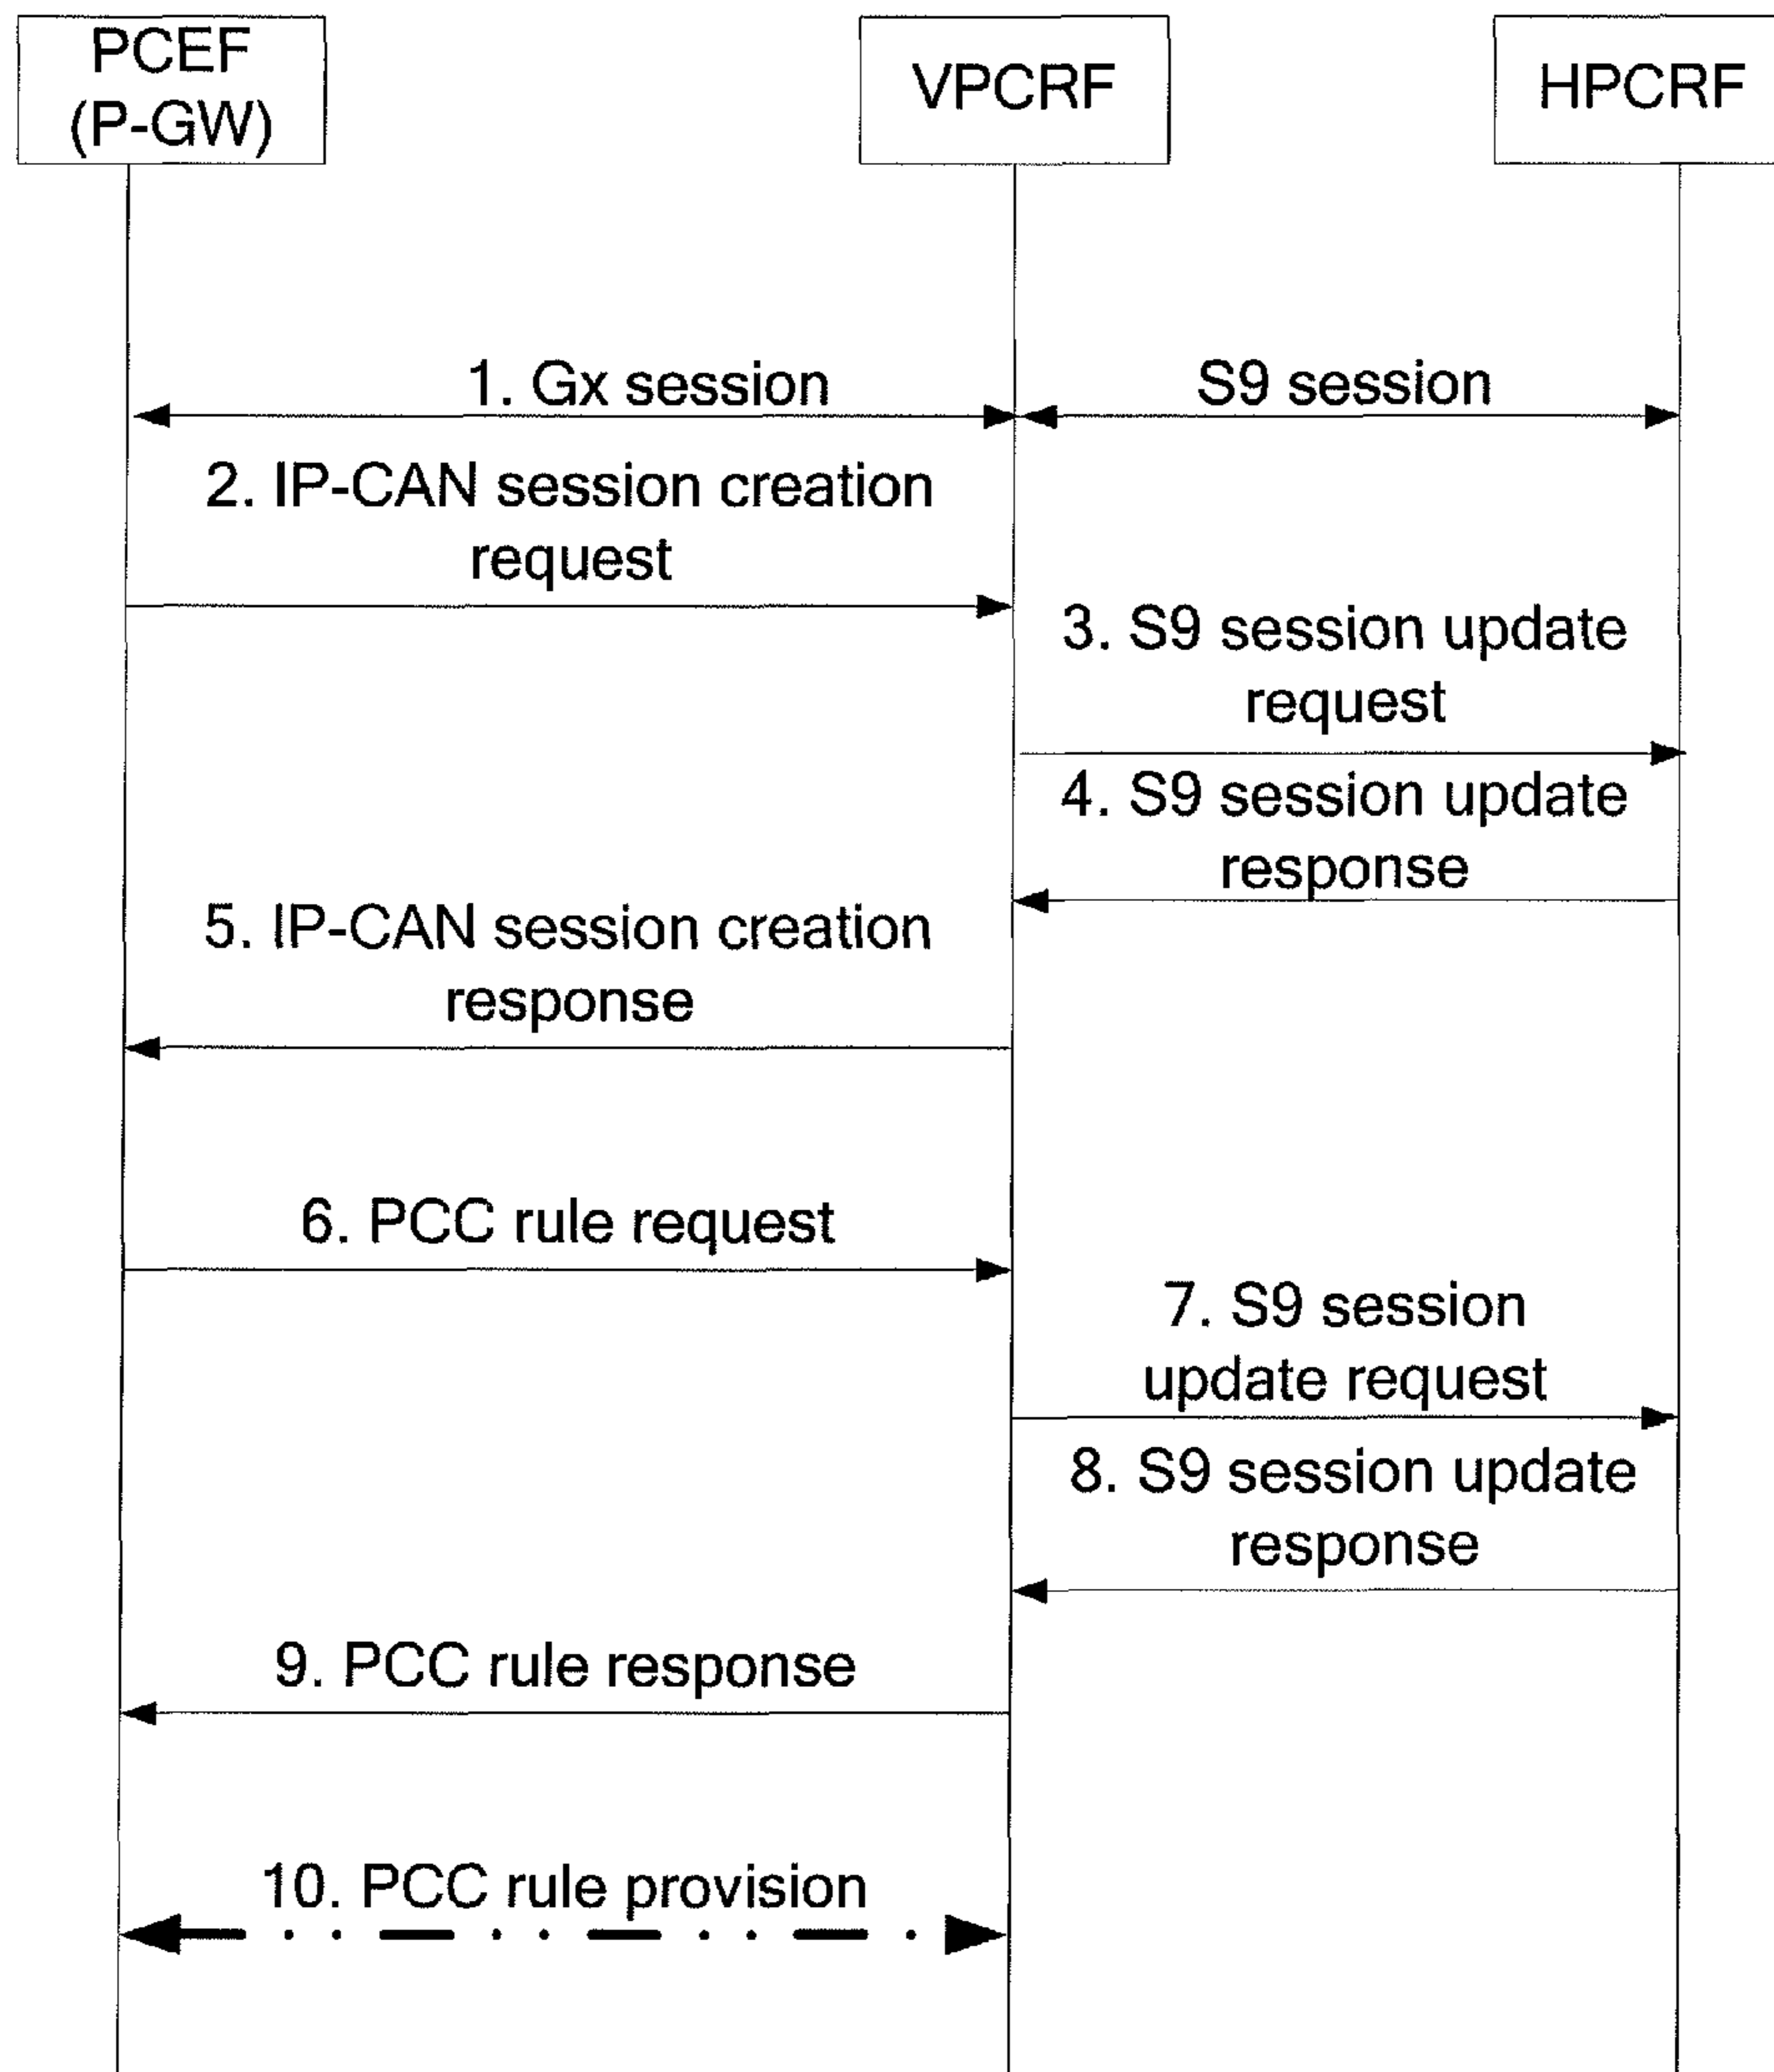 PCEF
(P-GW)
VPCRF
HPCRF
1. Gx session
S9 session
2. IP-CAN session creation
request
3. S9 session update
request
4. S9 session update
response
5. IP-CAN session creation
response
6. PCC rule request
7. S9 session
update request
8. S9 session update
response
9. PCC rule response
10. PCC rule provision